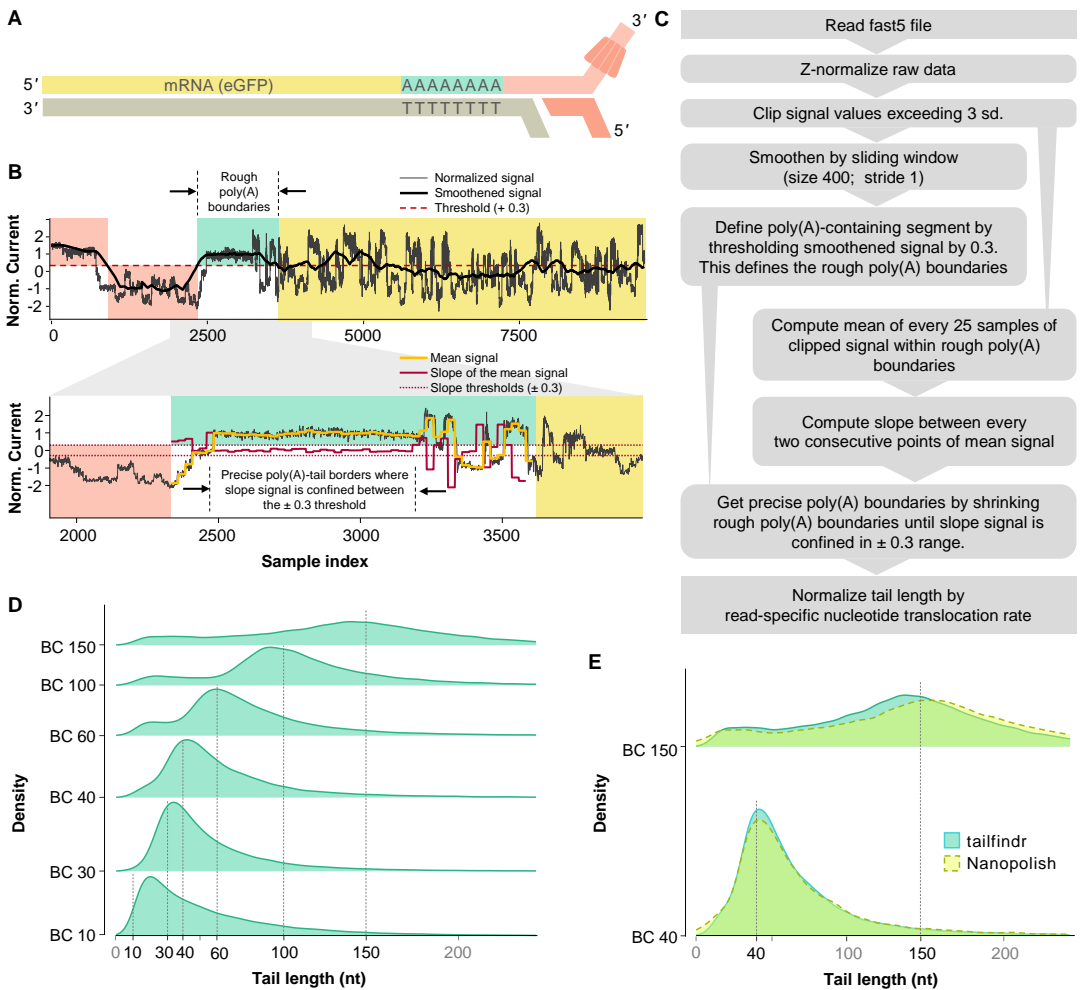 A
3′
5′
mRNA (eGFP)
AAAAAAAA
3′
TTTTTTTT
5′
B
Rough
poly(A)
boundaries
Normalized signal
Smoothened signal
Threshold (+ 0.3)
Norm. Current
2
1
0
-1
-2
0
2500
5000
7500
Mean signal
Slope of the mean signal
Slope thresholds (± 0.3)
Norm. Current
2
1
0
-1
-2
Precise poly(A)-tail borders where
slope signal is confined between
the ± 0.3 threshold
2000
2500
3000
3500
Sample index
C
Read fast5 file
Z-normalize raw data
Clip signal values exceeding 3 sd.
Smoothen by sliding window
(size 400; stride 1)
Define poly(A)-containing segment by
thresholding smoothed signal by 0.3.
This defines the rough poly(A) boundaries
Compute mean of every 25 samples of
clipped signal within rough poly(A)
boundaries
Compute slope between every
two consecutive points of mean signal
Get precise poly(A) boundaries by shrinking
rough poly(A) boundaries until slope signal is
confined in ± 0.3 range.
Normalize tail length by
read-specific nucleotide translocation rate
D
Density
BC 150
BC 100
BC 60
BC 40
BC 30
BC 10
0
10
30
40
60
100
150
200
Tail length (nt)
E
Density
BC 150
BC 40
tailfindr
Nanopolish
0
40
100
150
200
Tail length (nt)